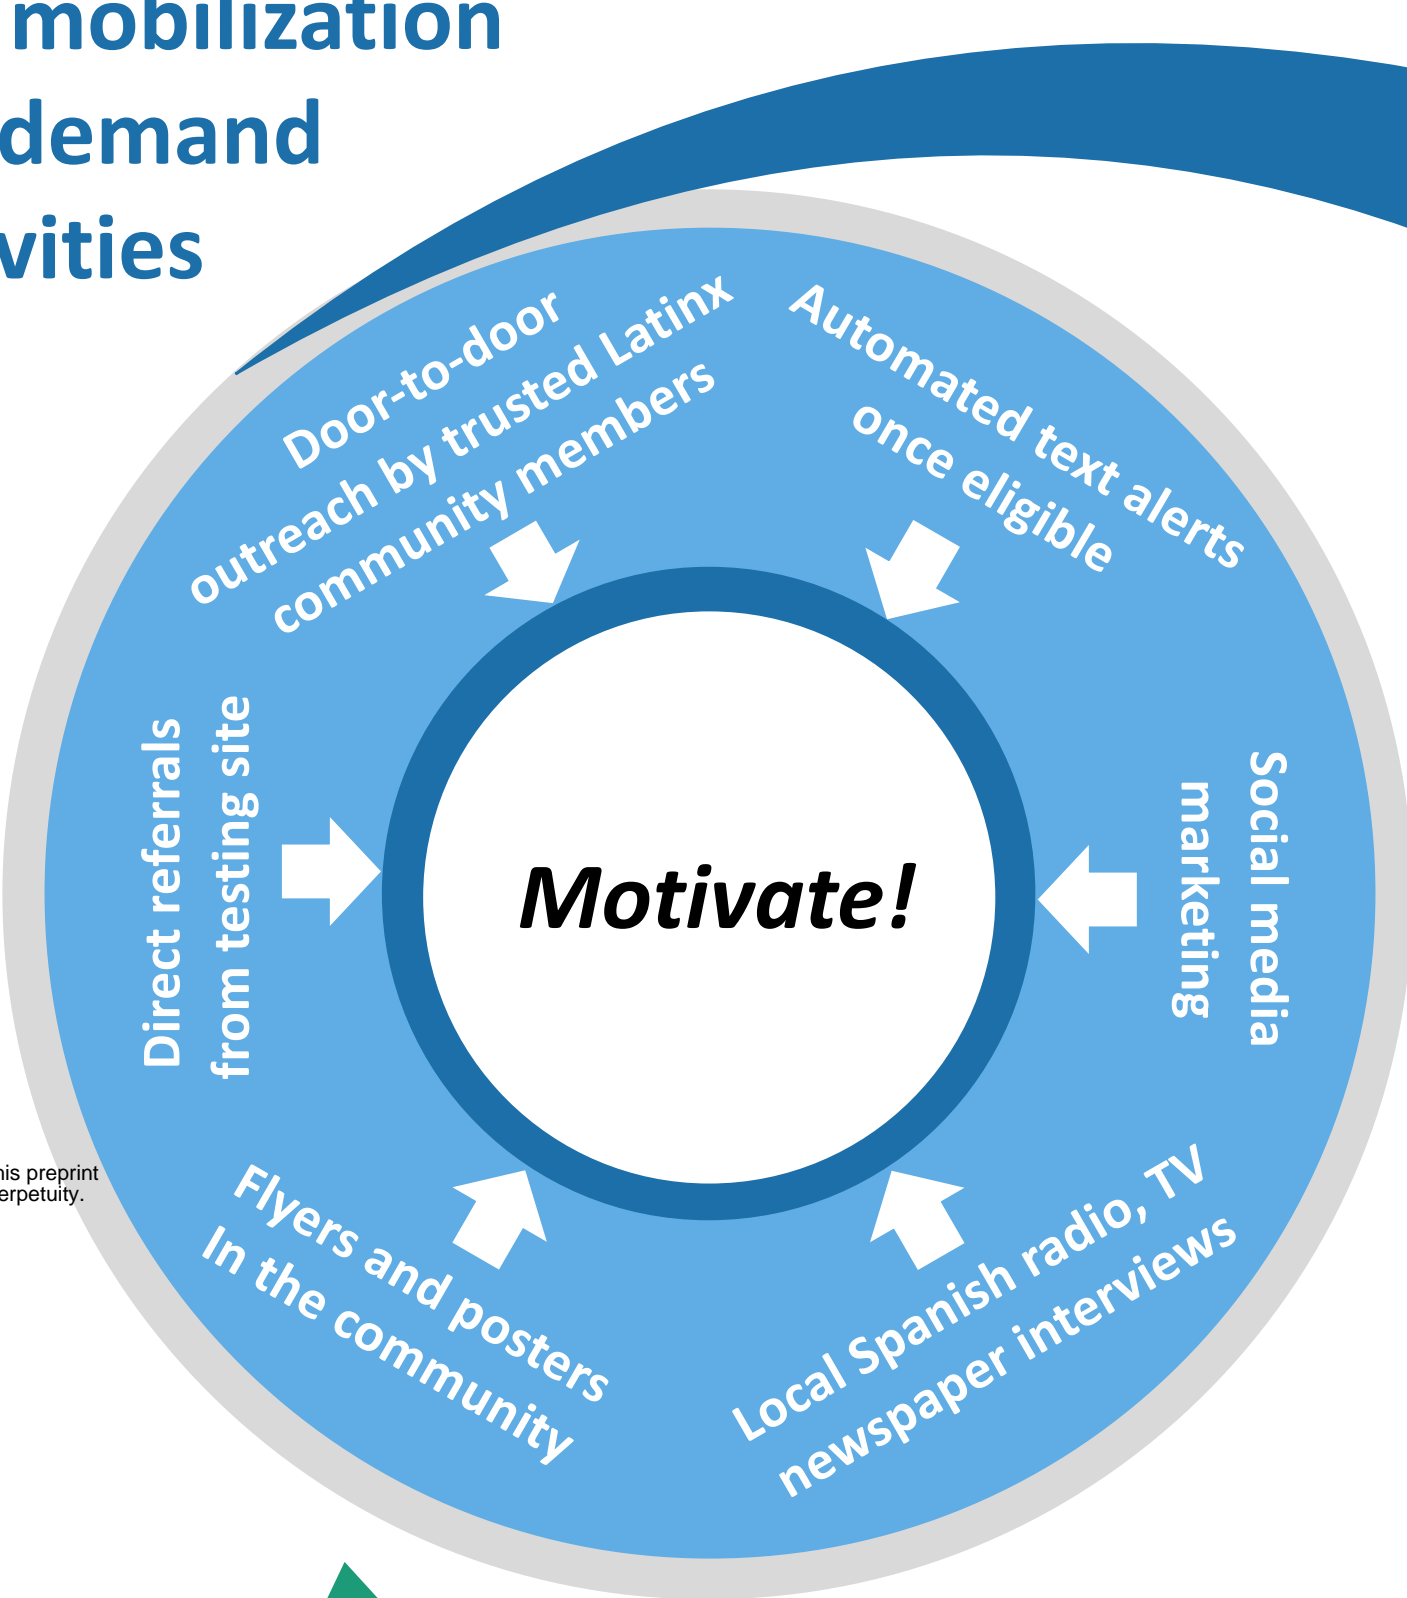 mobilization
demand
vities
Door-to-door
outreach by trusted Latinx
community members
Automated text alerts
once eligible
Social media
marketing
Local Spanish radio, TV
newspaper interviews
Flyers and posters
In the community
Direct referrals
from testing site
Motivate!
his preprint
erpetuity.